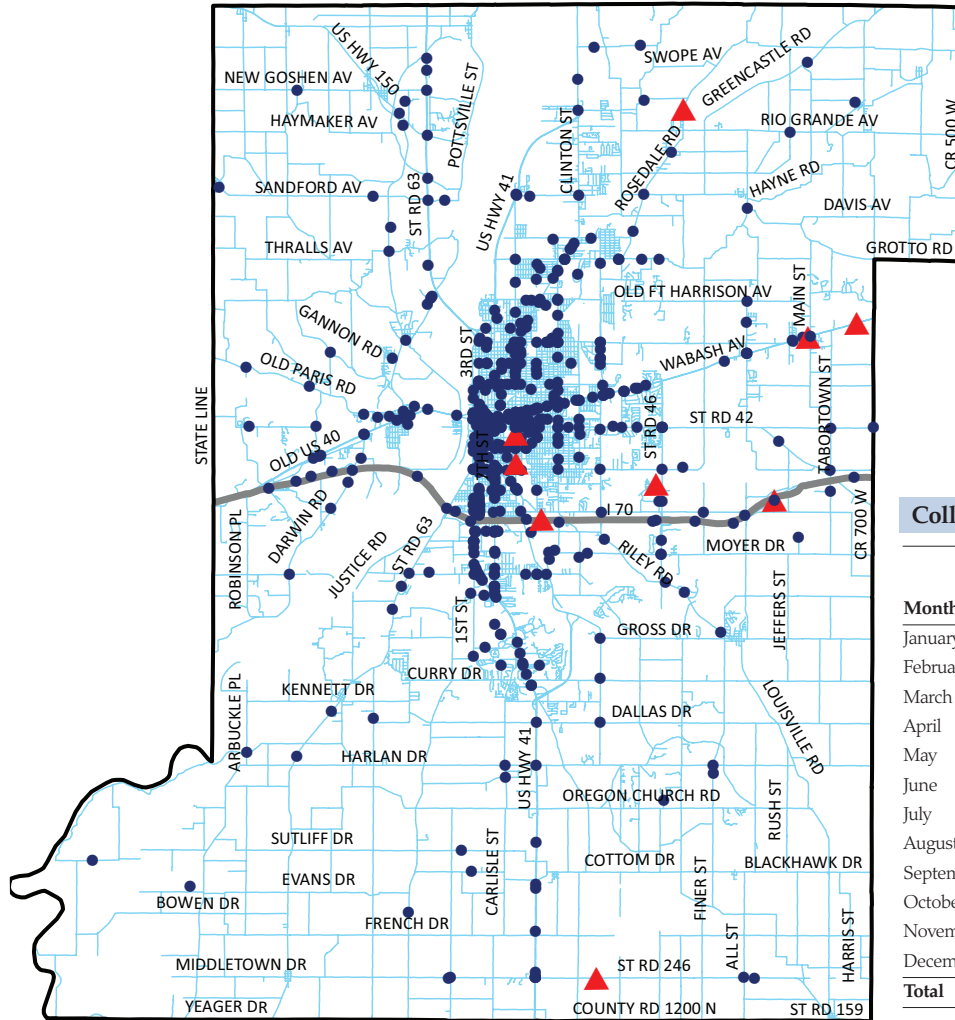 US HWY 150
SWOPE AV
GREENCASTLE RD
NEW GOSHEN AV
POTTSVILLE ST
HAYMAKER AV
CLINTON ST
RIO GRANDE AV
CR 500 W
ROSEDALE RD
SANDFORD AV
ST RD 63
HAYNE RD
US HWY 41
DAVIS AV
THRALLS AV
GROTTO RD
OLD FT HARRISON AV
MAIN ST
GANNON RD
3RD ST
WABASH AV
OLD PARIS RD
TABORTOWN ST
STATE LINE
ST RD 46
ST RD 42
OLD US 40
7TH ST
I 70
DARWIN RD
ROBINSON PL
JUSTICE RD
ST RD 63
MOYER DR
CR 700 W
RILEY RD
JEFFERS ST
1ST ST
GROSS DR
CURRY DR
KENNETT DR
ARBUCKLE PL
DALLAS DR
LOUISVILLE RD
HARLAN DR
US HWY 41
OREGON CHURCH RD
RUSH ST
SUTLIFF DR
CARLISLE ST
COTTOM DR
BLACKHAWK DR
EVANS DR
FINER ST
BOWEN DR
FRENCH DR
ALL ST
HARRIS ST
MIDDLETOWN DR
ST RD 246
YEAGER DR
COUNTY RD 1200 N
ST RD 159
Coll
Month
January
Februa
March
April
May
June
July
August
Septem
Octobe
Novem
Decem
Total